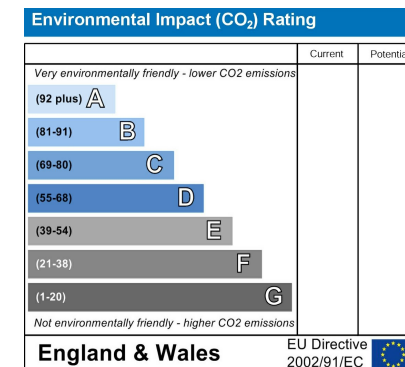 Environmental Impact (CO₂) Rating
Current Potentia
Very environmentally friendly - lower CO2 emissions
(92 plus) A
(81-91) B
(69-80) C
(55-68) D
(39-54) E
(21-38) F
(1-20) G
Not environmentally friendly - higher CO2 emissions
England & Wales
EU Directive
2002/91/EC